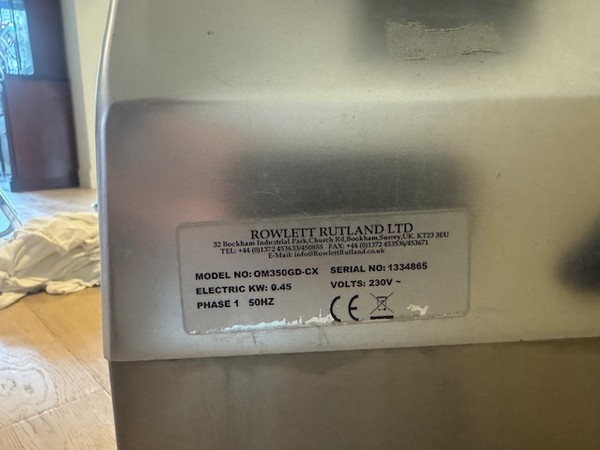 ROWLETT RUTLAND LTD
32 Bookham Industrial Park,Church Rd,Bookham,Surrey,UK. KT23 3EU
TEL: +44 (0)1372 453633/450855 FAX: +44 (0)1372 453536/453671
E-Mail: info@RowlettRutland.co.uk
MODEL NO: OM350GD-CX SERIAL NO: 1334865
ELECTRIC KW: 0.45 VOLTS: 230V ~
PHASE 1 50HZ CE